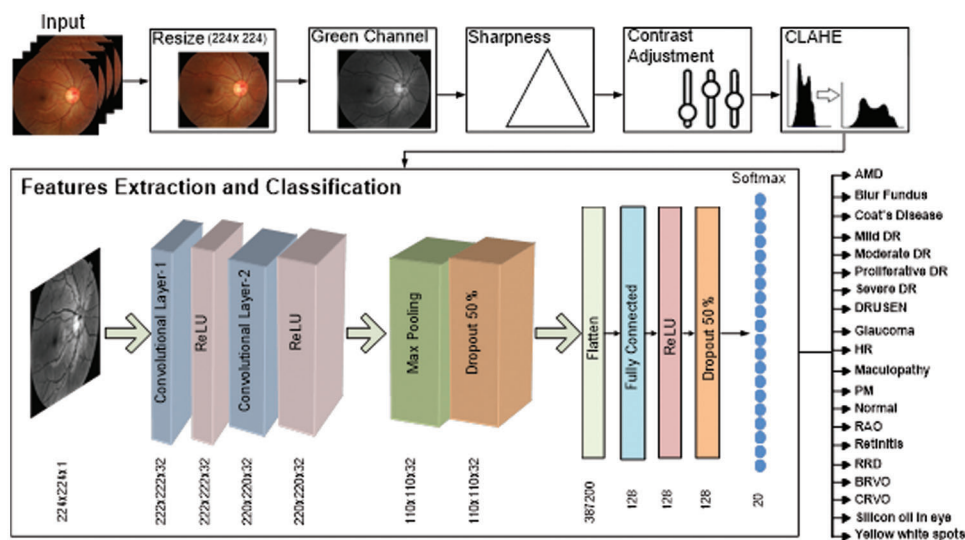 Input
Resize (224x 224)
Green Channel
Sharpness
Contrast
Adjustment
CLAHE
Features Extraction and Classification
Softmax
Convolutional Layer-1
ReLU
Convolutional Layer-2
ReLU
Max Pooling
Dropout 50%
Flatten
Fully Connected
ReLU
Dropout 50%
224x224x1
222x222x32
222x222x32
220x220x32
220x220x32
110x110x32
110x110x32
387200
128
128
128
20
AMD
Blur Fundus
Coat's Disease
Mild DR
Moderate DR
Proliferative DR
Severe DR
DRUSEN
Glaucoma
HR
Maculopathy
PM
Normal
RAO
Retinitis
RRD
BRVO
CRVO
Silicon oil in eye
Yellow white spots